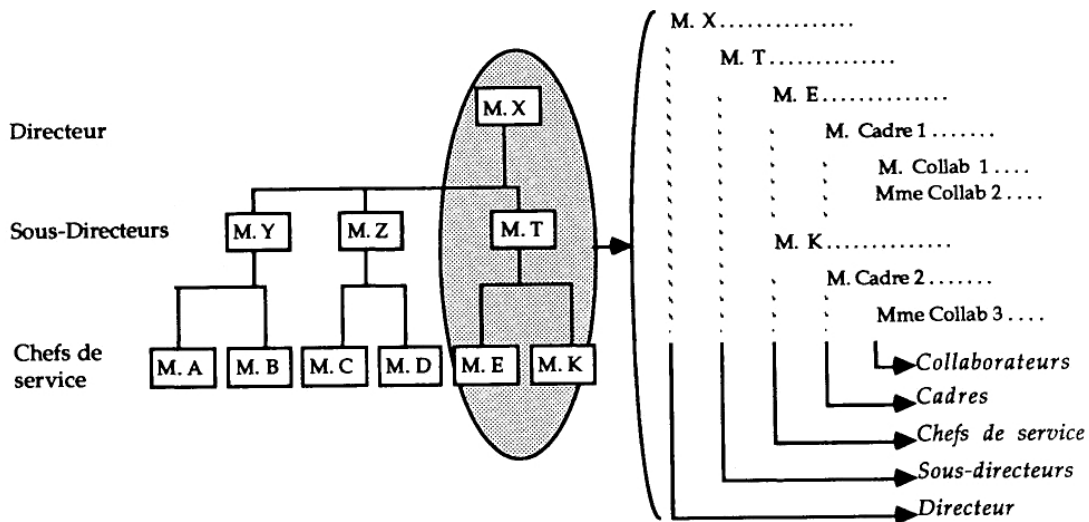 Directeur
M. X
Sous-Directeurs
M. Y
M. Z
M. T
Chefs de
service
M. A
M. B
M. C
M. D
M. E
M. K
M. X...............
M. T..............
M. E..............
M. Cadre 1.......
M. Collab 1....
Mme Collab 2....
M. K..............
M. Cadre 2.......
Mme Collab 3....
Collaborateurs
Cadres
Chefs de service
Sous-directeurs
Directeur